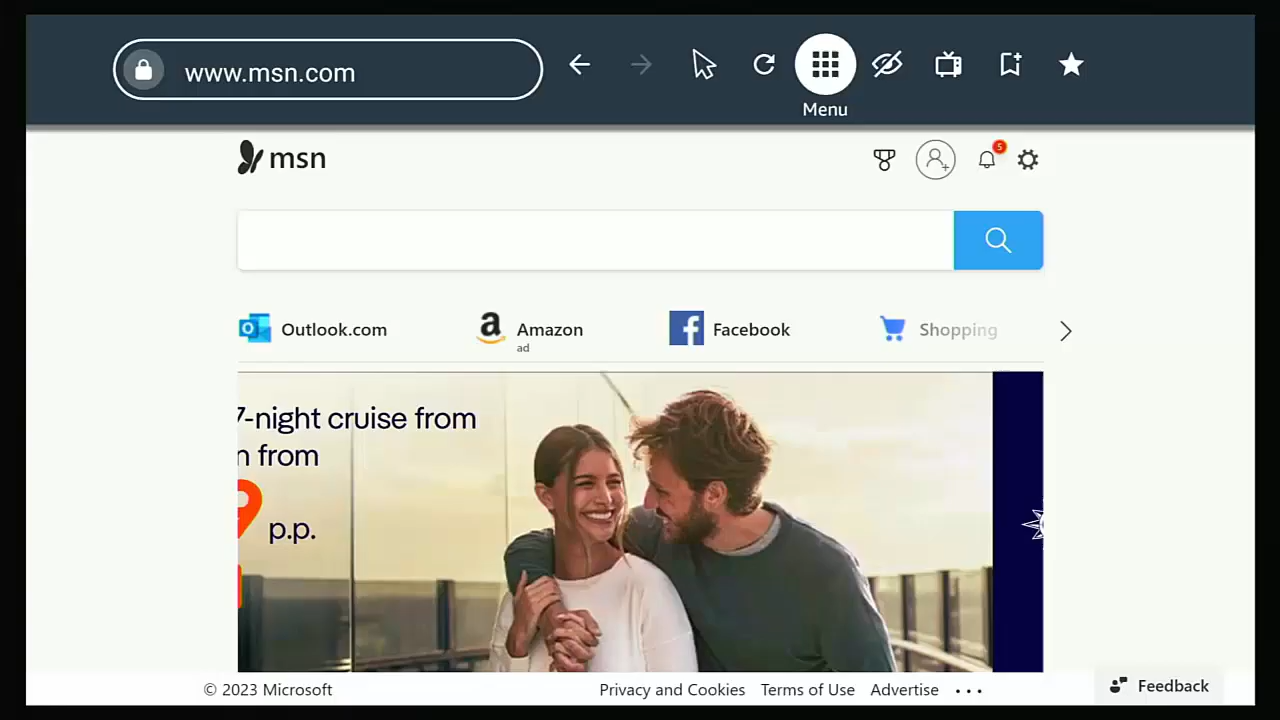 www.msn.com
Menu
msn
5
Outlook.com
Amazon
ad
Facebook
Shopping
7-night cruise from
n from
p.p.
© 2023 Microsoft
Privacy and Cookies
Terms of Use
Advertise
Feedback